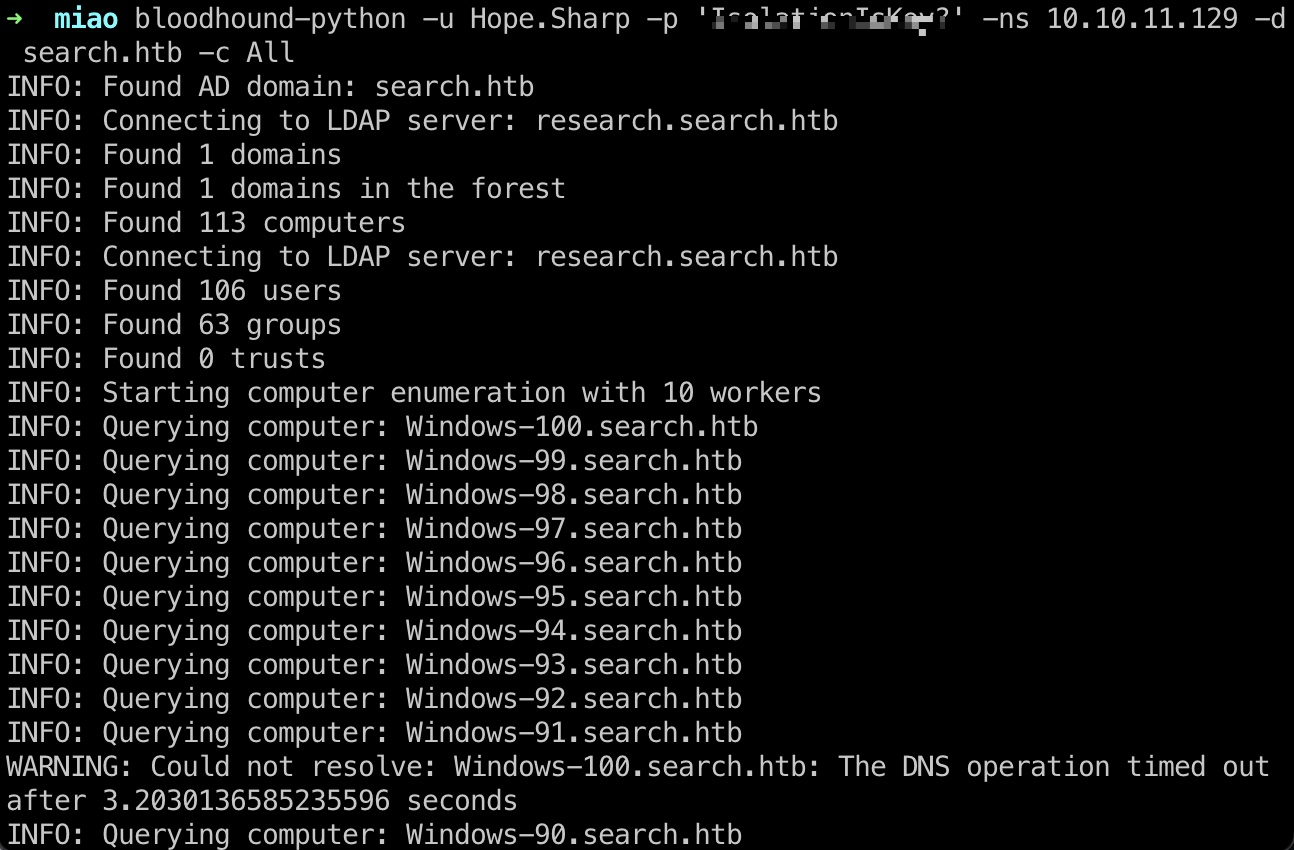 → miao bloodhound-python -u Hope.Sharp -p '' -ns 10.10.11.129 -d
search.htb -c All
INFO: Found AD domain: search.htb
INFO: Connecting to LDAP server: research.search.htb
INFO: Found 1 domains
INFO: Found 1 domains in the forest
INFO: Found 113 computers
INFO: Connecting to LDAP server: research.search.htb
INFO: Found 106 users
INFO: Found 63 groups
INFO: Found 0 trusts
INFO: Starting computer enumeration with 10 workers
INFO: Querying computer: Windows-100.search.htb
INFO: Querying computer: Windows-99.search.htb
INFO: Querying computer: Windows-98.search.htb
INFO: Querying computer: Windows-97.search.htb
INFO: Querying computer: Windows-96.search.htb
INFO: Querying computer: Windows-95.search.htb
INFO: Querying computer: Windows-94.search.htb
INFO: Querying computer: Windows-93.search.htb
INFO: Querying computer: Windows-92.search.htb
INFO: Querying computer: Windows-91.search.htb
WARNING: Could not resolve: Windows-100.search.htb: The DNS operation timed out
after 3.2030136585235596 seconds
INFO: Querying computer: Windows-90.search.htb